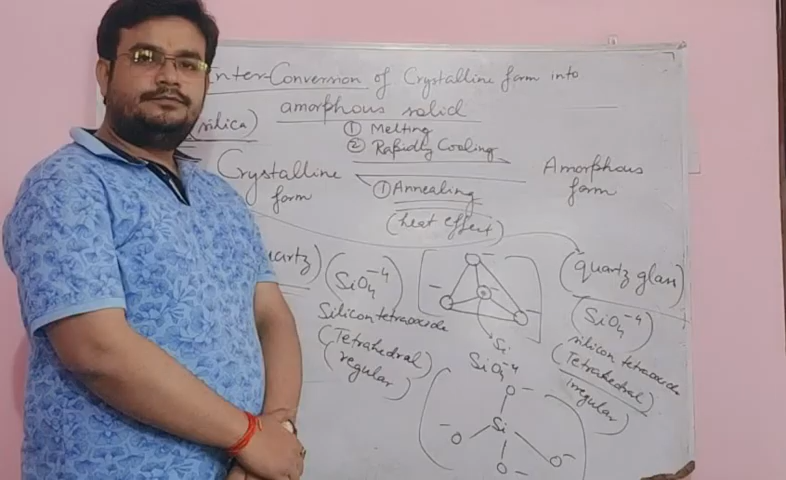 Inter-Conversion of Crystalline form into
amorphous solid
silica)
① Melting
② Rapidly Cooling
Crystalline
form
① Annealing
(heat effect)
Amorphous
form
uartz)
(SiO4⁻⁴)
Silicon tetraoxide
(Tetrahedral)
(regular)
−
−
Si
SiO4⁻⁴
(quartz glass)
(SiO4⁻⁴)
silicon tetraoxide
(Tetrahedral)
irregular)
O−
Si
−O
O−
O−